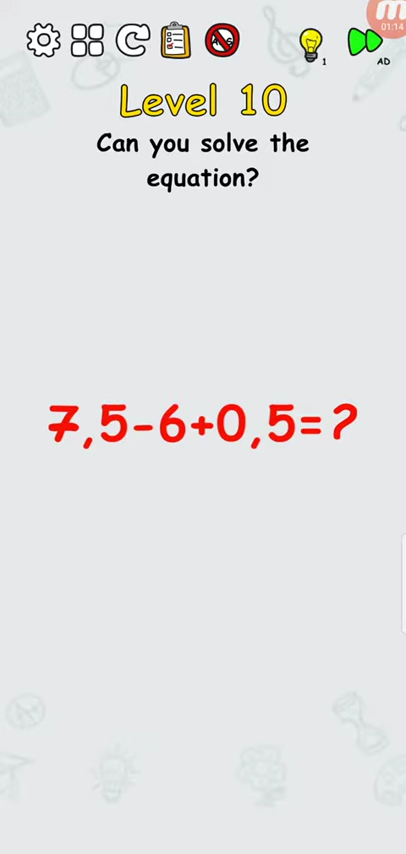 01:14
1
AD
Level 10
Can you solve the
equation?
7,5-6+0,5=?